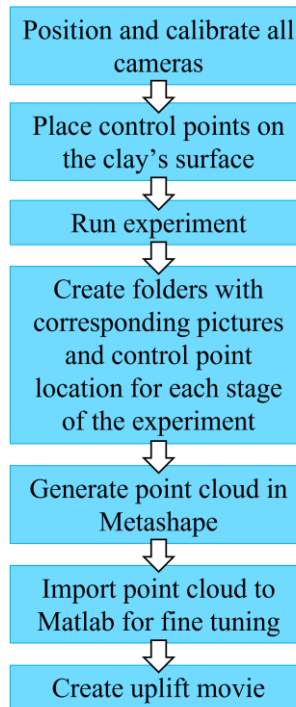 Position and calibrate all
cameras
Place control points on
the clay's surface
Run experiment
Create folders with
corresponding pictures
and control point
location for each stage
of the experiment
Generate point cloud in
Metashape
Import point cloud to
Matlab for fine tuning
Create uplift movie